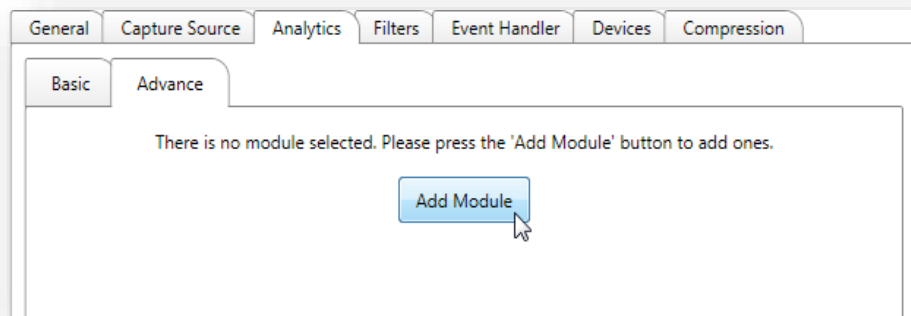 General Capture Source Analytics Filters Event Handler Devices Compression
Basic Advance
There is no module selected. Please press the 'Add Module' button to add ones.
Add Module